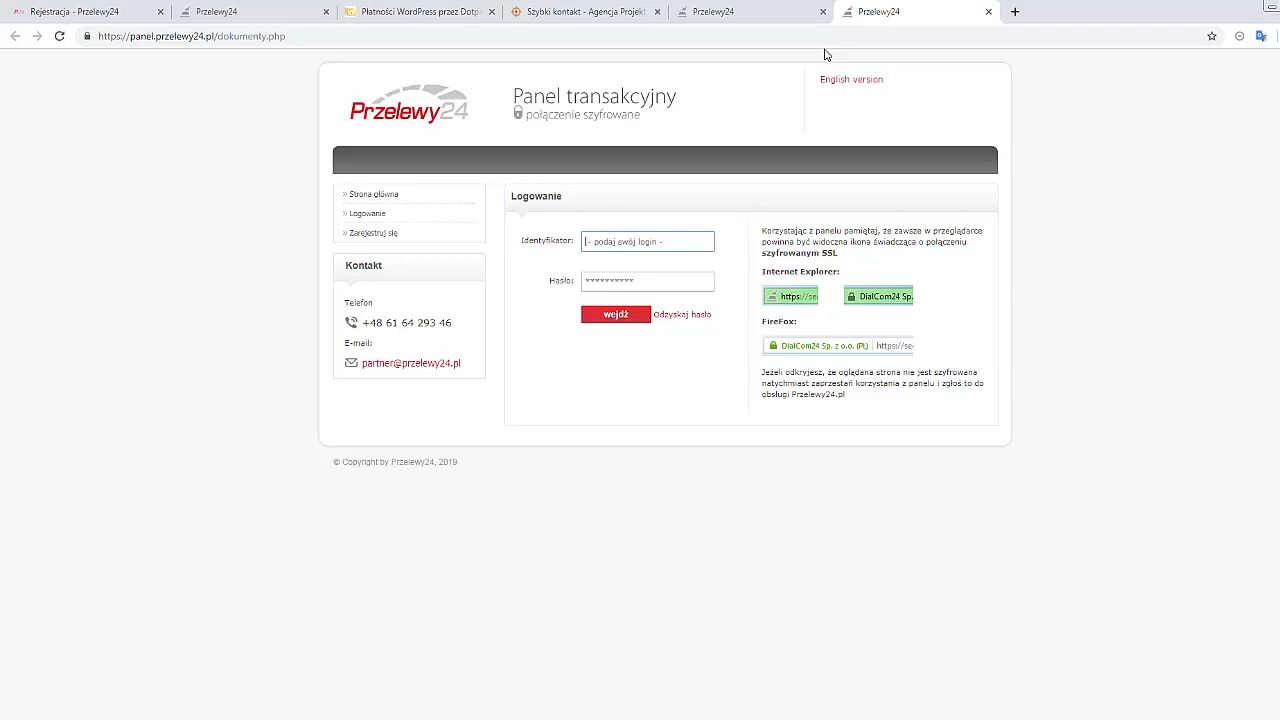 Rejestracja - Przelewy24
Przelewy24
Płatności WordPress przez Dotpa
Szybki kontakt - Agencja Projekt
Przelewy24
Przelewy24
https://panel.przelewy24.pl/dokumenty.php
Przelewy24
Panel transakcyjny
połączenie szyfrowane
English version
» Strona główna
» Logowanie
» Zarejestruj się
Kontakt
Telefon
+48 61 64 293 46
E-mail:
partner@przelewy24.pl
Logowanie
Identyfikator:
- podaj swój login -
Hasło:
**********
wejdź
Odzyskaj hasło
Korzystając z panelu pamiętaj, że zawsze w przeglądarce
powinna być widoczna ikona świadcząca o połączeniu
szyfrowanym SSL
Internet Explorer:
https://se
DialCom24 Sp.
FireFox:
DialCom24 Sp. z o.o. (PL) https://se
Jeżeli odkryjesz, że oglądana strona nie jest szyfrowana
natychmiast zaprzestań korzystania z panelu i zgłoś to do
obsługi Przelewy24.pl
© Copyright by Przelewy24, 2019